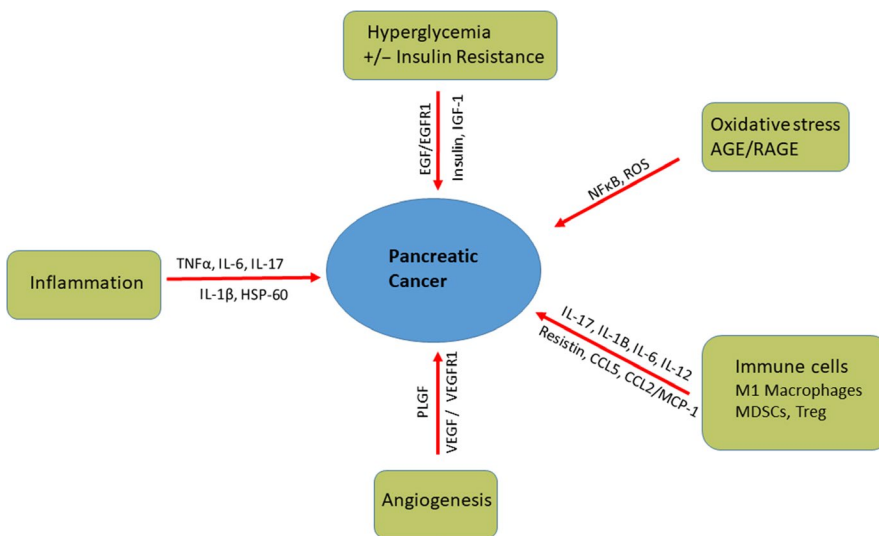 Hyperglycemia
+/− Insulin Resistance
EGF/EGFR1
Insulin, IGF-1
Oxidative stress
AGE/RAGE
NFκB, ROS
Pancreatic
Cancer
Inflammation
TNFα, IL-6, IL-17
IL-1β, HSP-60
IL-17, IL-1B, IL-6, IL-12
Resistin, CCL5, CCL2/MCP-1
Immune cells
M1 Macrophages
MDSCs, Treg
PLGF
VEGF / VEGFR1
Angiogenesis